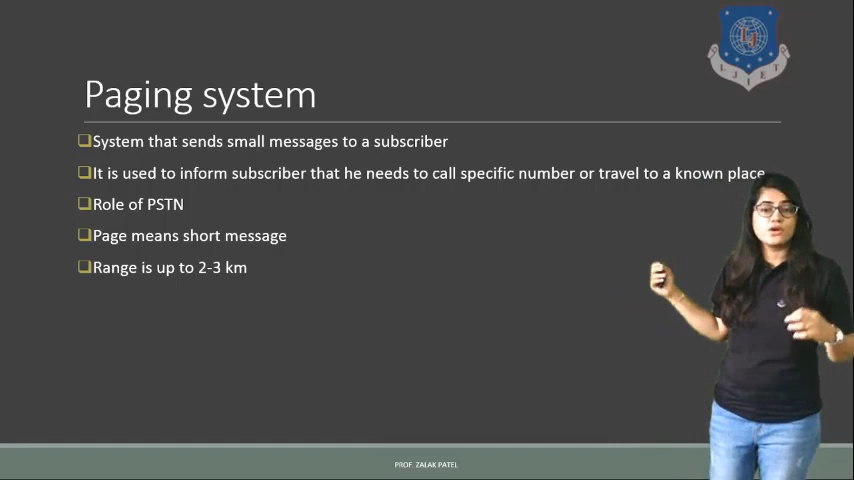 LJIET
Paging system
System that sends small messages to a subscriber
It is used to inform subscriber that he needs to call specific number or travel to a known place
Role of PSTN
Page means short message
Range is up to 2-3 km
PROF. ZALAK PATEL